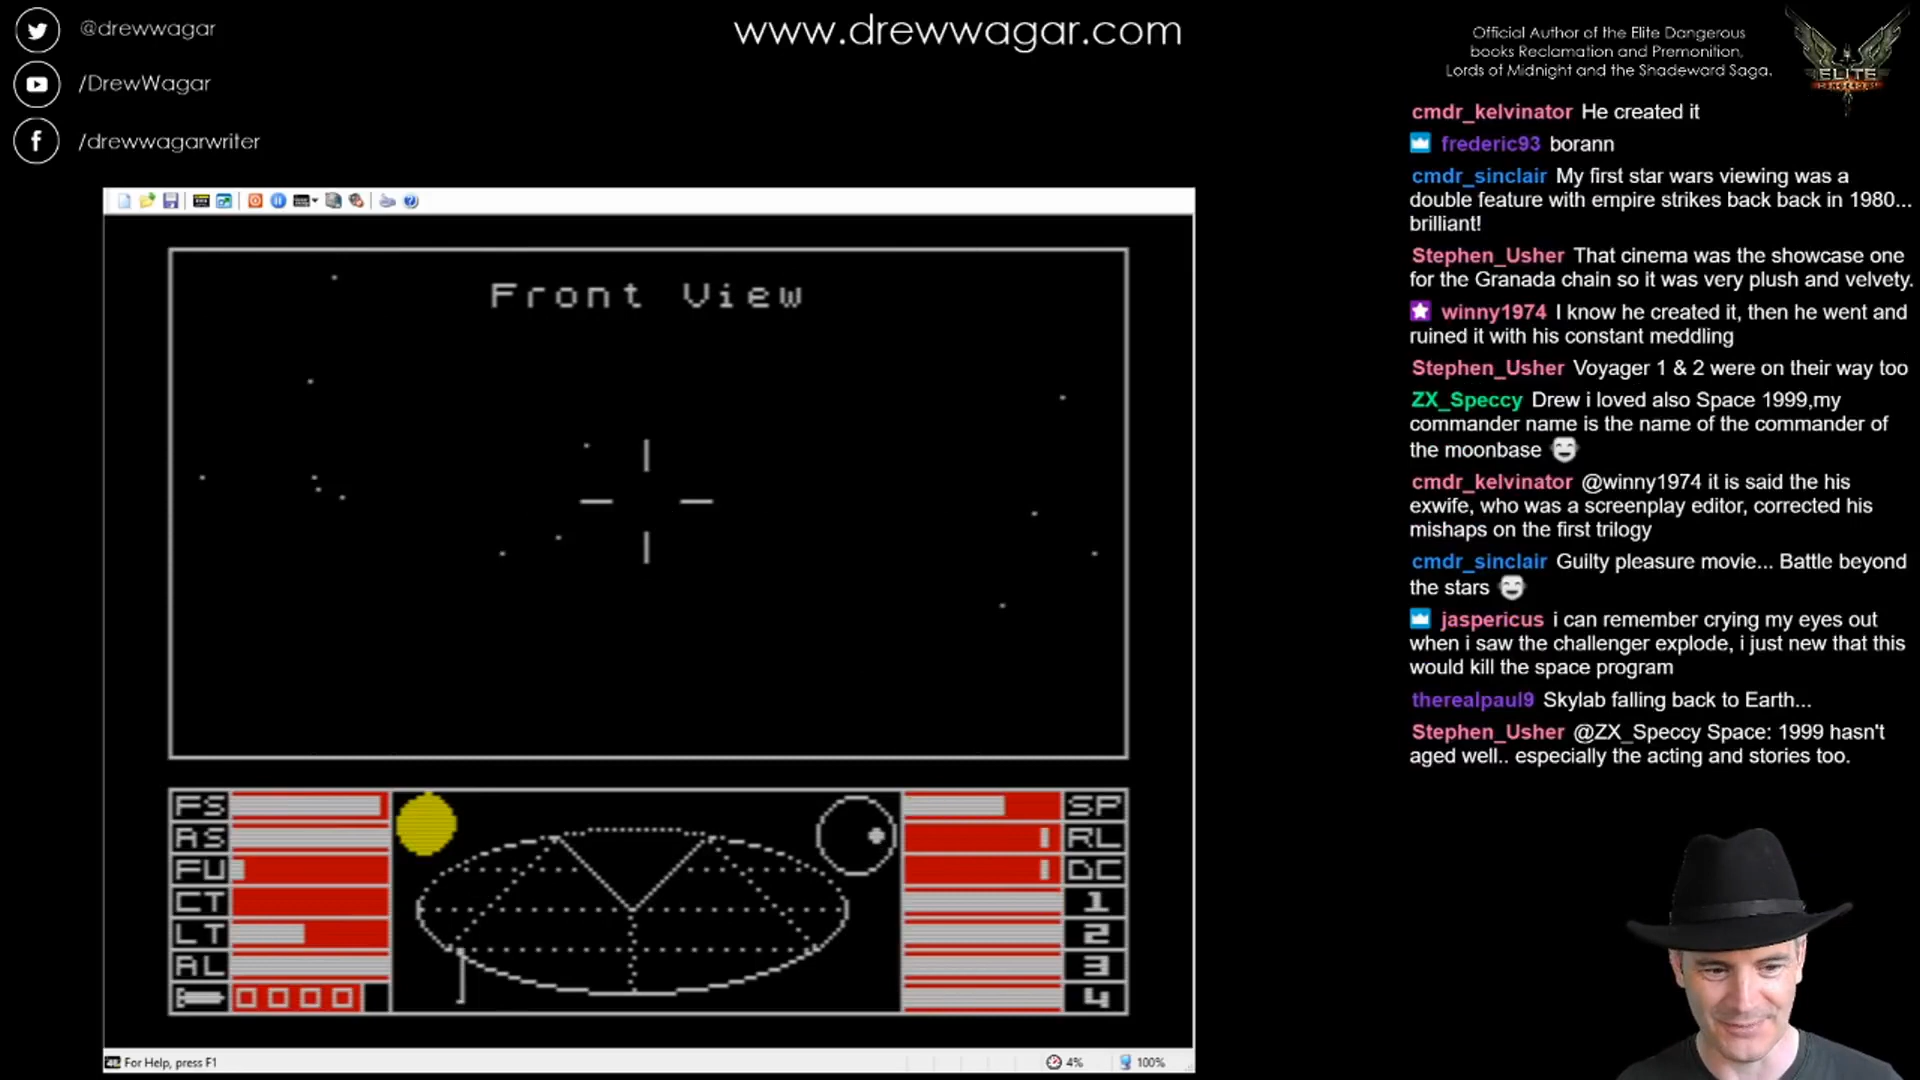 @drewwagar
/DrewWagar
/drewwagarwriter
www.drewwagar.com
Official Author of the Elite Dangerous
books Reclamation and Premonition,
Lords of Midnight and the Shadeward Saga.
ELITE
DANGEROUS
cmdr_kelvinator He created it
frederic93 borann
cmdr_sinclair My first star wars viewing was a
double feature with empire strikes back back in 1980...
brilliant!
Stephen_Usher That cinema was the showcase one
for the Granada chain so it was very plush and velvety.
winny1974 I know he created it, then he went and
ruined it with his constant meddling
Stephen_Usher Voyager 1 & 2 were on their way too
ZX_Speccy Drew i loved also Space 1999,my
commander name is the name of the commander of
the moonbase
cmdr_kelvinator @winny1974 it is said the his
exwife, who was a screenplay editor, corrected his
mishaps on the first trilogy
cmdr_sinclair Guilty pleasure movie... Battle beyond
the stars
jaspericus i can remember crying my eyes out
when i saw the challenger explode, i just new that this
would kill the space program
therealpaul9 Skylab falling back to Earth...
Stephen_Usher @ZX_Speccy Space: 1999 hasn't
aged well.. especially the acting and stories too.
Front View
FS
AS
FU
CT
LT
AL
SP
RL
DC
1
2
3
4
For Help, press F1
4%
100%